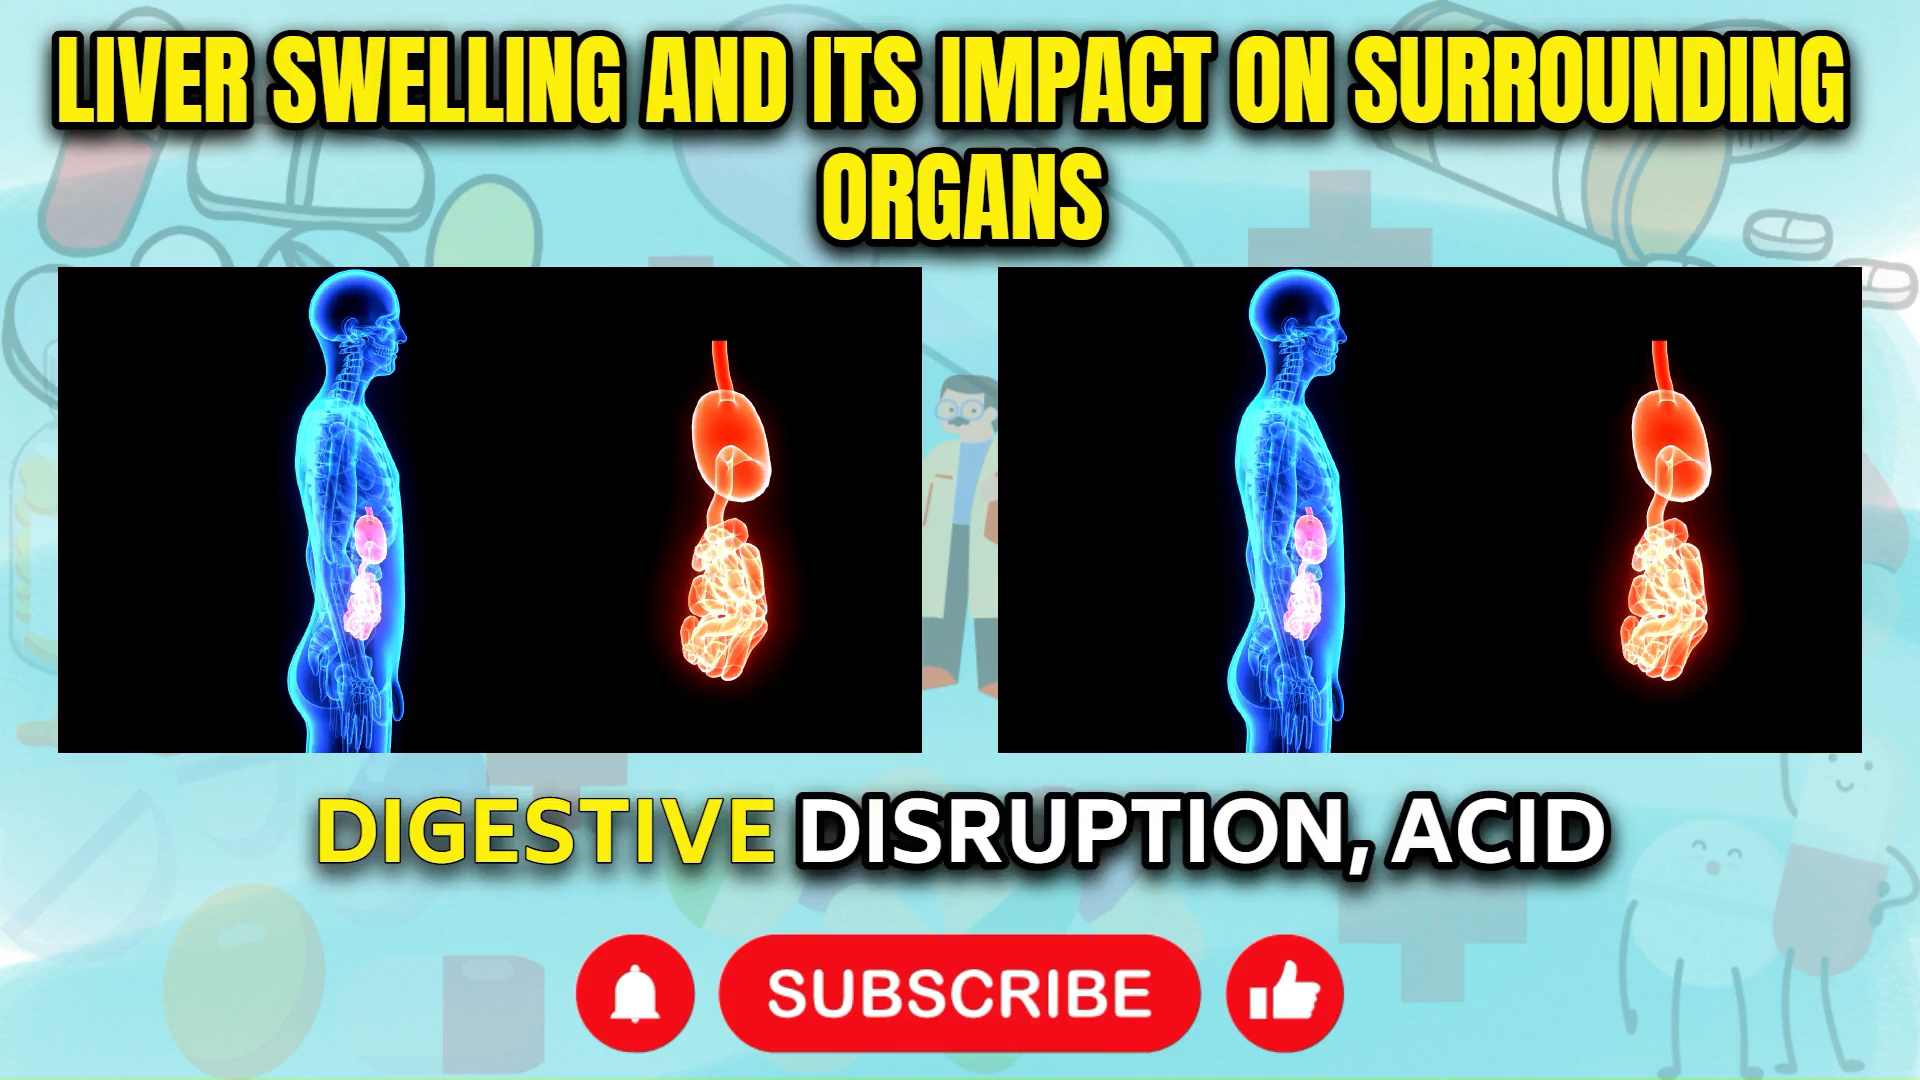 LIVER SWELLING AND ITS IMPACT ON SURROUNDING
ORGANS
DIGESTIVE DISRUPTION, ACID
SUBSCRIBE